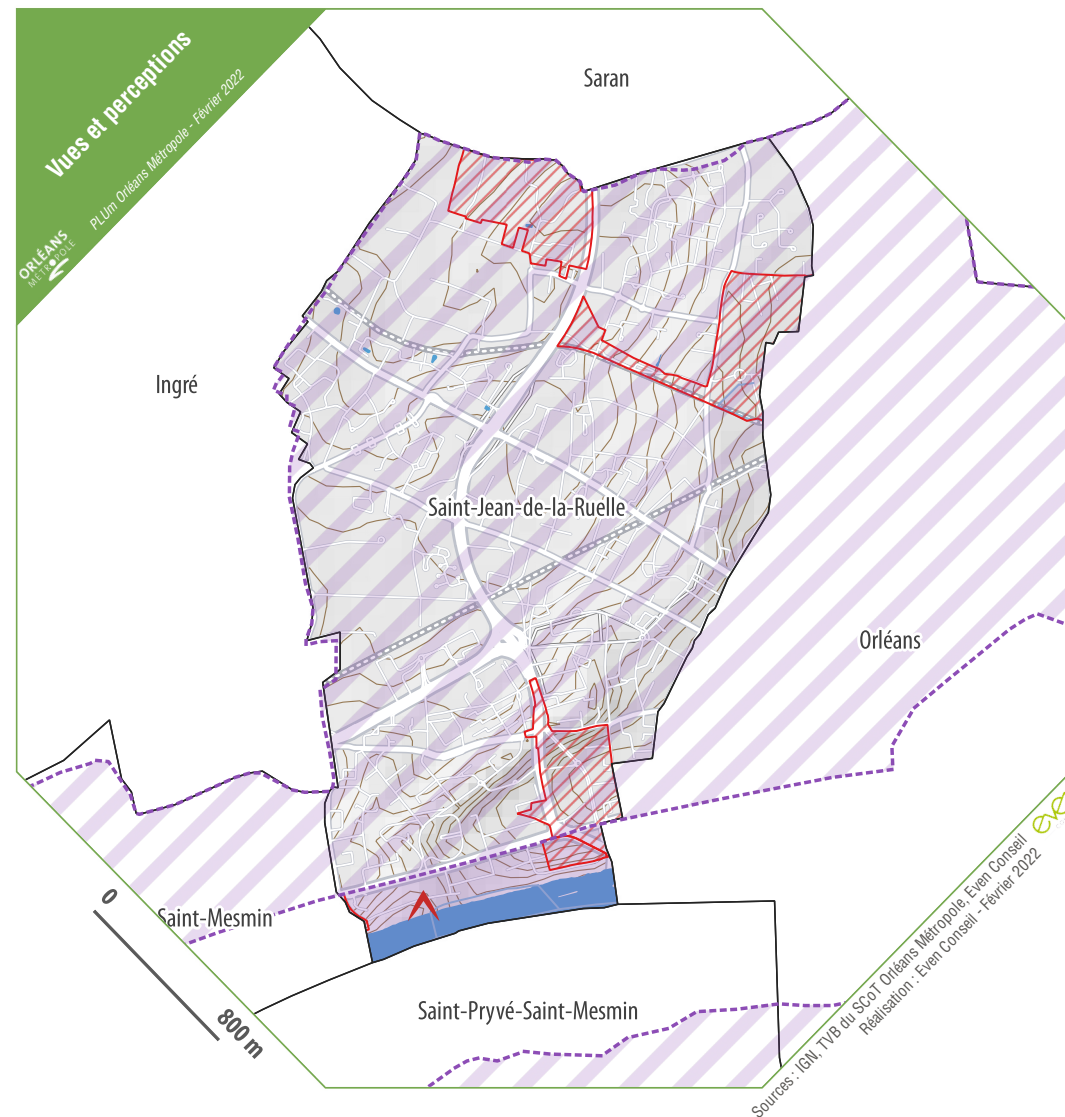 Vues et perceptions
PLUm Orléans Métropole - Février 2022
ORLÉANS
MÉTROPOLE
Saran
Ingré
Saint-Jean-de-la-Ruelle
Orléans
Saint-Mesmin
Saint-Pryvé-Saint-Mesmin
0
800 m
Sources : IGN, TVB du SCoT Orléans Métropole, Even Conseil
Réalisation : Even Conseil - Février 2022